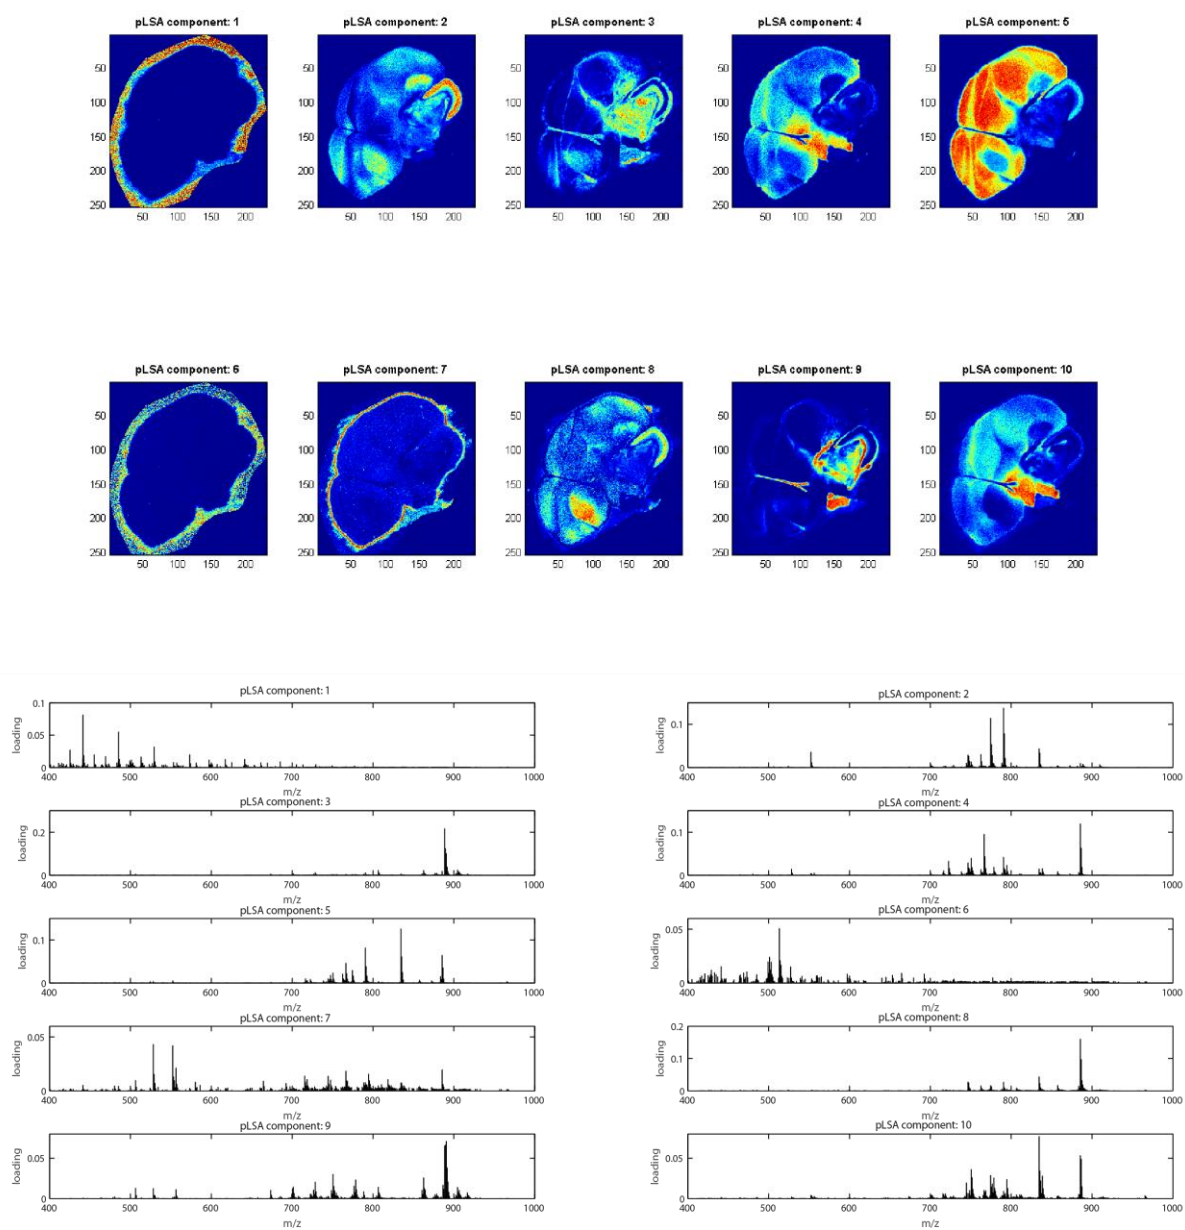 pLSA component: 1 pLSA component: 2 pLSA component: 3 pLSA component: 4 pLSA component: 5
50 50 50 50 50
100 100 100 100 100
150 150 150 150 150
200 200 200 200 200
250 250 250 250 250
50 100 150 200 50 100 150 200 50 100 150 200 50 100 150 200 50 100 150 200
pLSA component: 6 pLSA component: 7 pLSA component: 8 pLSA component: 9 pLSA component: 10
50 50 50 50 50
100 100 100 100 100
150 150 150 150 150
200 200 200 200 200
250 250 250 250 250
50 100 150 200 50 100 150 200 50 100 150 200 50 100 150 200 50 100 150 200
pLSA component: 1
0.1
0.05
0
loading
400 500 600 700 800 900 1000
m/z
pLSA component: 2
0.1
0
loading
400 500 600 700 800 900 1000
m/z
pLSA component: 3
0.2
0
loading
400 500 600 700 800 900 1000
m/z
pLSA component: 4
0.1
0
loading
400 500 600 700 800 900 1000
m/z
pLSA component: 5
0.1
0
loading
400 500 600 700 800 900 1000
m/z
pLSA component: 6
0.05
0
loading
400 500 600 700 800 900 1000
m/z
pLSA component: 7
0.05
0
loading
400 500 600 700 800 900 1000
m/z
pLSA component: 8
0.2
0.1
0
loading
400 500 600 700 800 900 1000
m/z
pLSA component: 9
0.05
0
loading
400 500 600 700 800 900 1000
m/z
pLSA component: 10
0.05
0
loading
400 500 600 700 800 900 1000
m/z